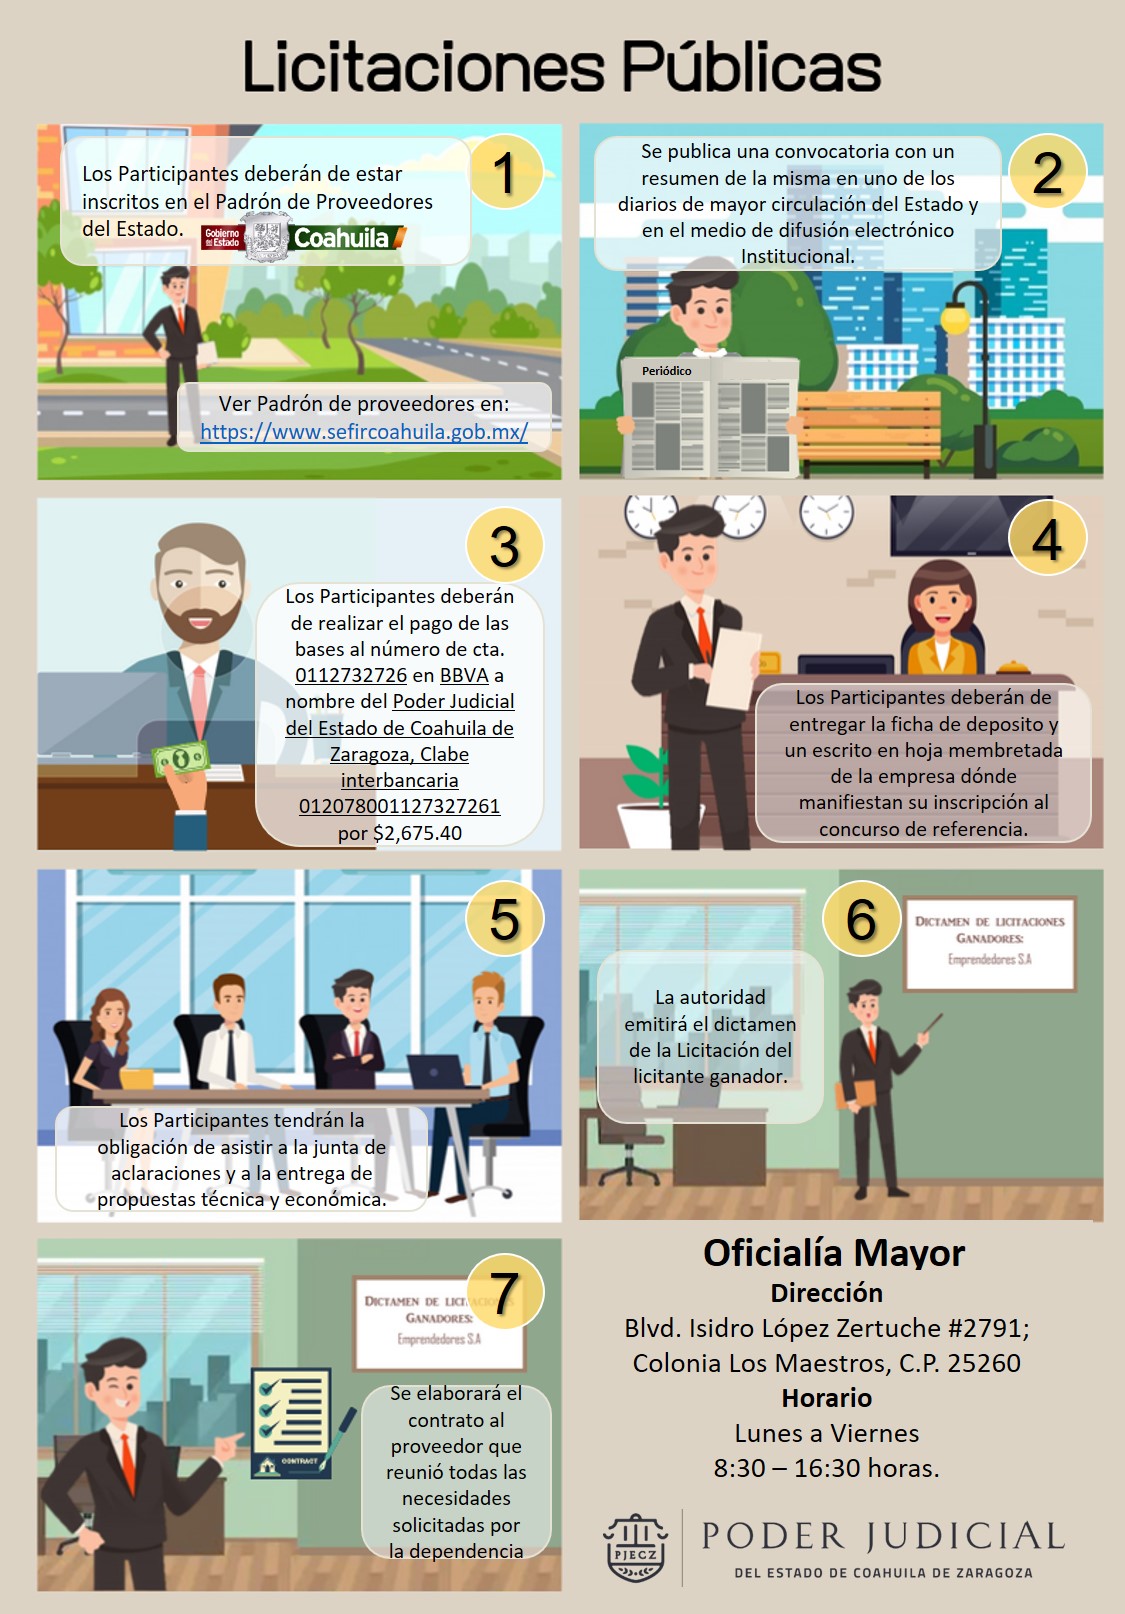 Licitaciones Públicas
1
Los Participantes deberán de estar
inscritos en el Padrón de Proveedores
del Estado.
Gobierno
del Estado
Coahuila
Ver Padrón de proveedores en:
https://www.sefircoahuila.gob.mx/
2
Se publica una convocatoria con un
resumen de la misma en uno de los
diarios de mayor circulación del Estado y
en el medio de difusión electrónico
Institucional.
Periódico
3
Los Participantes deberán
de realizar el pago de las
bases al número de cta.
0112732726 en BBVA a
nombre del Poder Judicial
del Estado de Coahuila de
Zaragoza, Clabe
interbancaria
012078001127327261
por $2,675.40
4
Los Participantes deberán de
entregar la ficha de deposito y
un escrito en hoja membretada
de la empresa dónde
manifiestan su inscripción al
concurso de referencia.
5
Los Participantes tendrán la
obligación de asistir a la junta de
aclaraciones y a la entrega de
propuestas técnica y económica.
6
DICTAMEN DE LICITACIONES
GANADORES:
Emprendedores S.A
La autoridad
emitirá el dictamen
de la Licitación del
licitante ganador.
7
DICTAMEN DE LICITACIONES
GANADORES:
Emprendedores S.A
CONTRACT
Se elaborará el
contrato al
proveedor que
reunió todas las
necesidades
solicitadas por
la dependencia
Oficialía Mayor
Dirección
Blvd. Isidro López Zertuche #2791;
Colonia Los Maestros, C.P. 25260
Horario
Lunes a Viernes
8:30 – 16:30 horas.
PJECZ
PODER JUDICIAL
DEL ESTADO DE COAHUILA DE ZARAGOZA